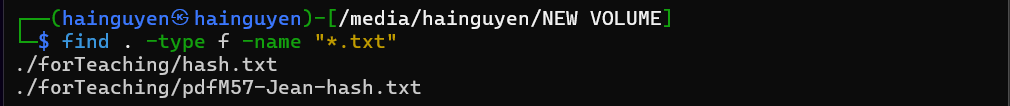 ┌──(hainguyen㉿hainguyen)-[/media/hainguyen/NEW VOLUME]
└─$ find . -type f -name "*.txt"
./forTeaching/hash.txt
./forTeaching/pdfM57-Jean-hash.txt